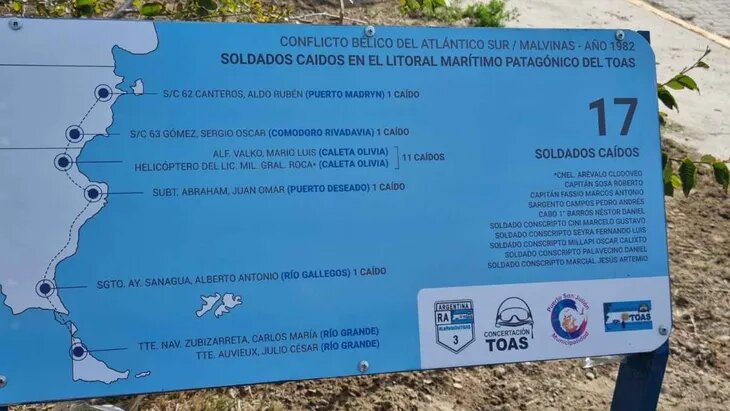 CONFLICTO BÉLICO DEL ATLÁNTICO SUR / MALVINAS - AÑO 1982
SOLDADOS CAIDOS EN EL LITORAL MARÍTIMO PATAGÓNICO DEL TOAS
S/C 62 CANTEROS, ALDO RUBÉN (PUERTO MADRYN) 1 CAÍDO
S/C 63 GÓMEZ, SERGIO OSCAR (COMODORO RIVADAVIA) 1 CAÍDO
ALF. VALKO, MARIO LUIS (CALETA OLIVIA)
HELICÓPTERO DEL LIC. MIL. GRAL. ROCA* (CALETA OLIVIA)
11 CAÍDOS
SUBT. ABRAHAM, JUAN OMAR (PUERTO DESEADO) 1 CAÍDO
SGTO. AY. SANAGUA, ALBERTO ANTONIO (RÍO GALLEGOS) 1 CAÍDO
TTE. NAV. ZUBIZARRETA, CARLOS MARÍA (RÍO GRANDE)
TTE. AUVIEUX, JULIO CÉSAR (RÍO GRANDE)
17
SOLDADOS CAÍDOS
*CNEL. ARÉVALO CLODOVEO
CAPITÁN SOSA ROBERTO
CAPITÁN FASSIO MARCOS ANTONIO
SARGENTO CAMPOS PEDRO ANDRÉS
CABO 1° BARROS NÉSTOR DANIEL
SOLDADO CONSCRIPTO CINI MARCELO GUSTAVO
SOLDADO CONSCRIPTO SEYRA FERNANDO LUIS
SOLDADO CONSCRIPTO MILLAPI OSCAR CALIXTO
SOLDADO CONSCRIPTO PALAVECINO DANIEL
SOLDADO CONSCRIPTO MARCIAL JESÚS ARTEMIO
ARGENTINA
RA
3
CONCERTACIÓN
TOAS
Puerto San Julián
Municipalidad
TOAS